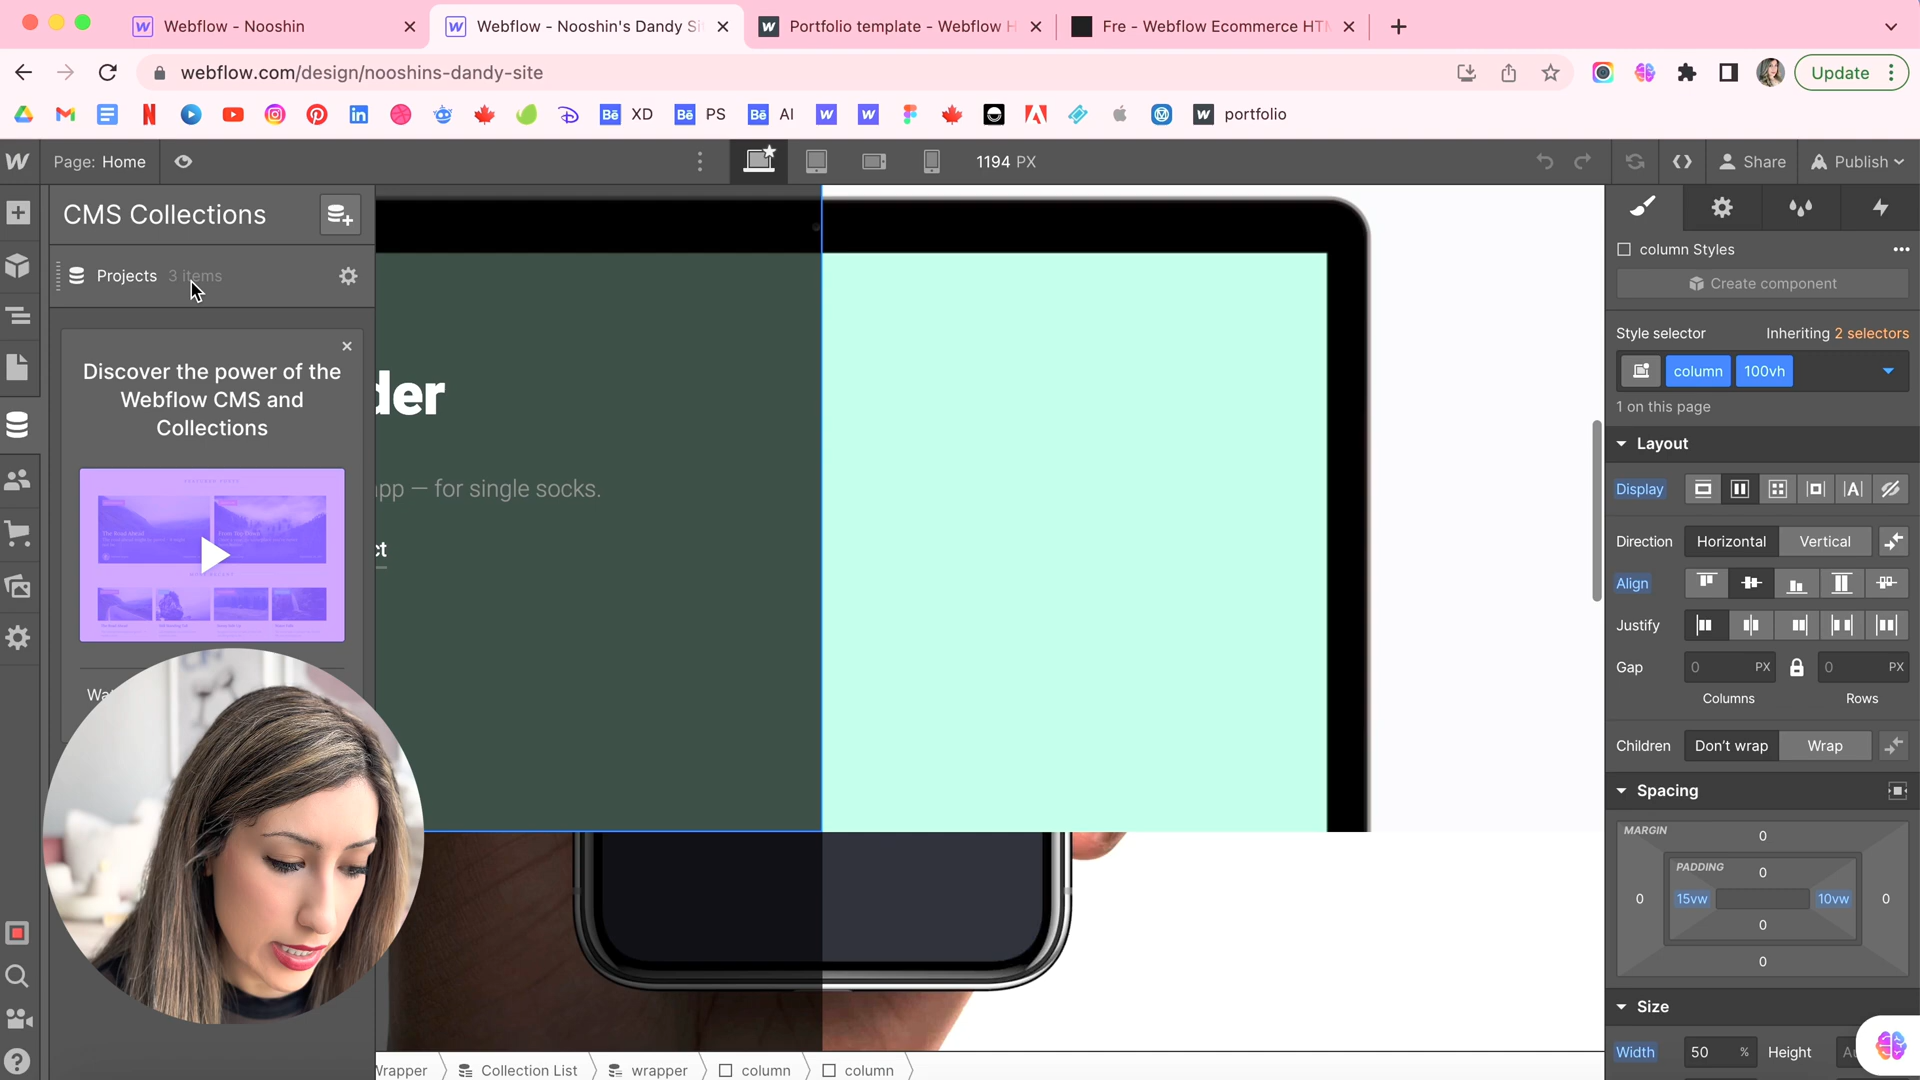 Webflow - Nooshin
Webflow - Nooshin's Dandy Si
Portfolio template - Webflow H
Fre - Webflow Ecommerce HTM
webflow.com/design/nooshins-dandy-site
Update
XD
PS
AI
portfolio
Page: Home
1194 PX
Share
Publish
CMS Collections
Projects 3 items
Discover the power of the
Webflow CMS and
Collections
der
app — for single socks.
ct
column Styles
Create component
Style selector
Inheriting 2 selectors
column
100vh
1 on this page
Layout
Display
Direction
Horizontal
Vertical
Align
Justify
Gap
0 PX
0 PX
Columns
Rows
Children
Don't wrap
Wrap
Spacing
MARGIN
0
PADDING
0
0
15vw
10vw
0
0
0
Size
Width
50 %
Height
Wrapper
Collection List
wrapper
column
column